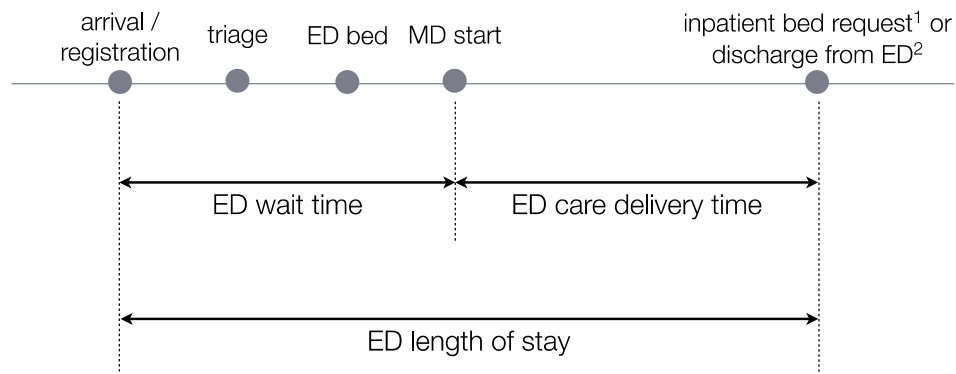 arrival /
registration
triage
ED bed
MD start
inpatient bed request¹ or
discharge from ED²
ED wait time
ED care delivery time
ED length of stay